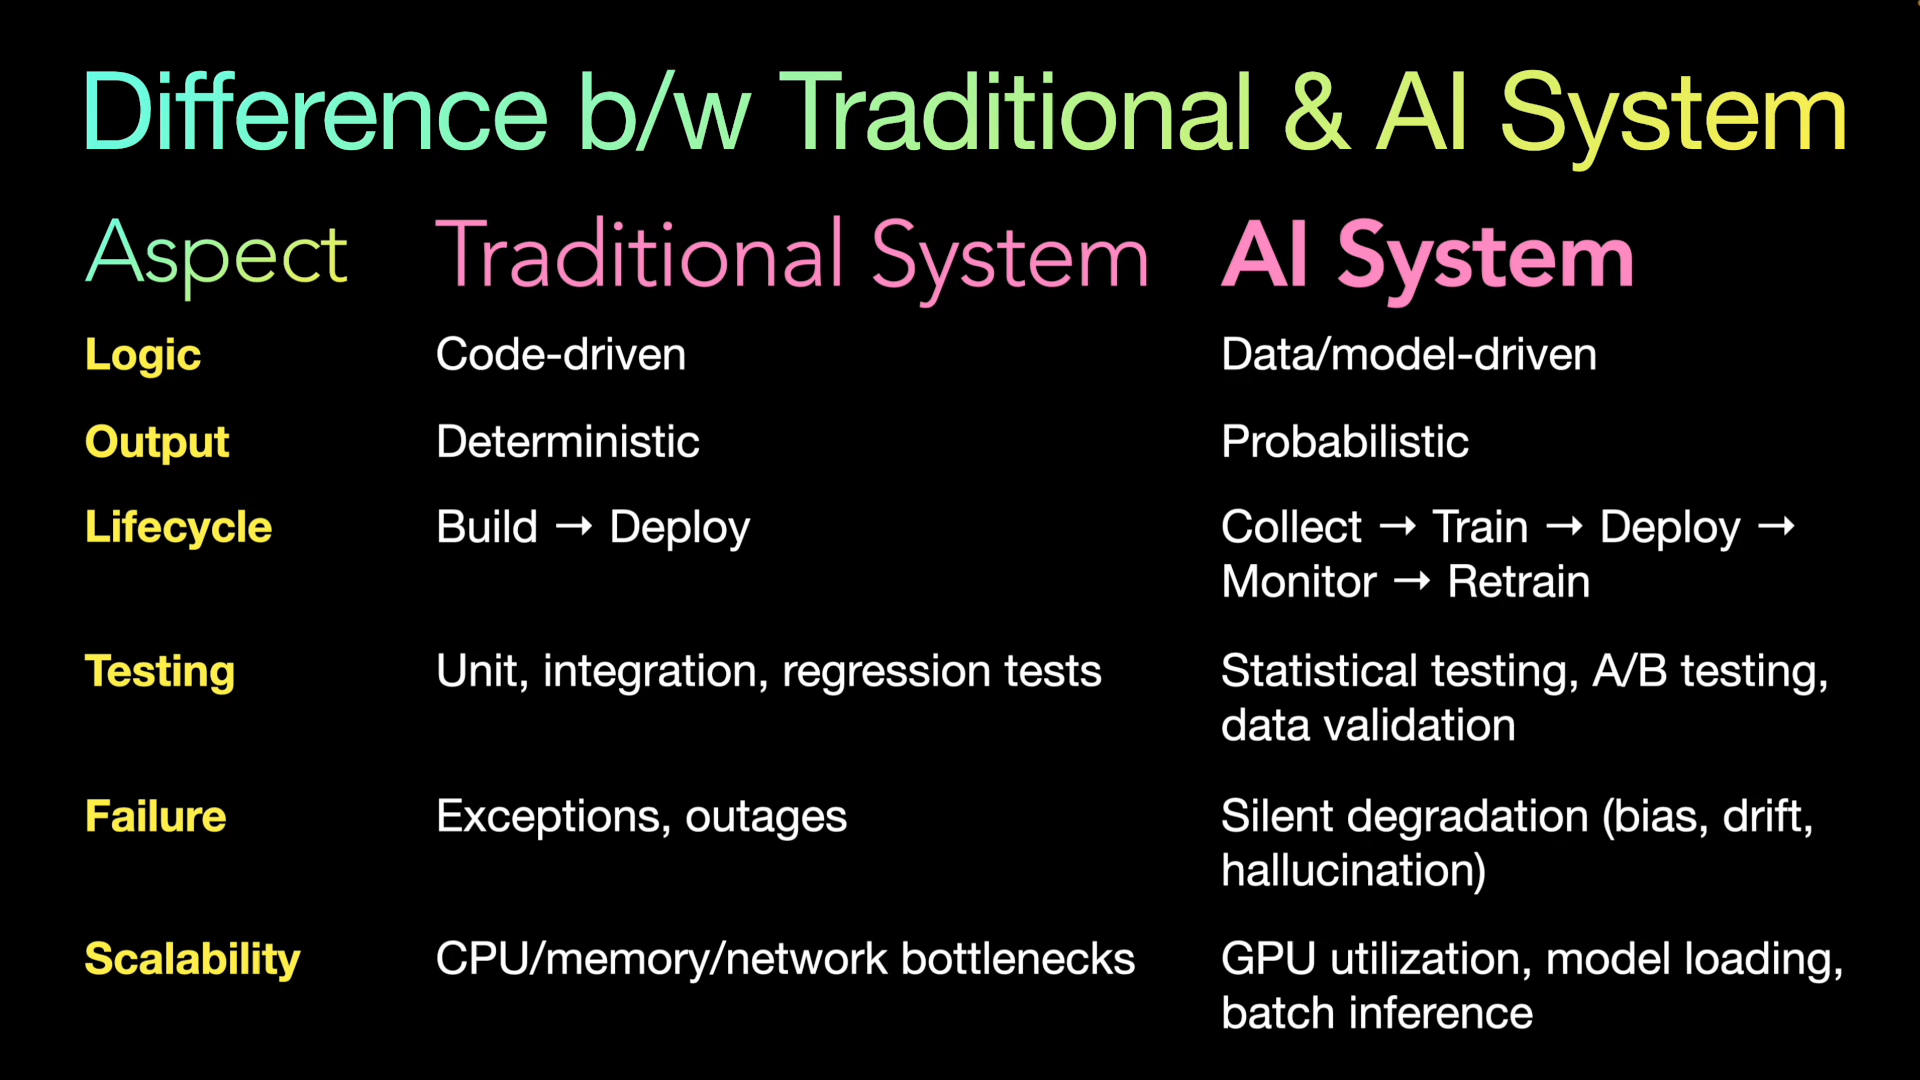 Difference b/w Traditional & AI System
Aspect Traditional System AI System
Logic Code-driven Data/model-driven
Output Deterministic Probabilistic
Lifecycle Build → Deploy Collect → Train → Deploy →
Monitor → Retrain
Testing Unit, integration, regression tests Statistical testing, A/B testing,
data validation
Failure Exceptions, outages Silent degradation (bias, drift,
hallucination)
Scalability CPU/memory/network bottlenecks GPU utilization, model loading,
batch inference